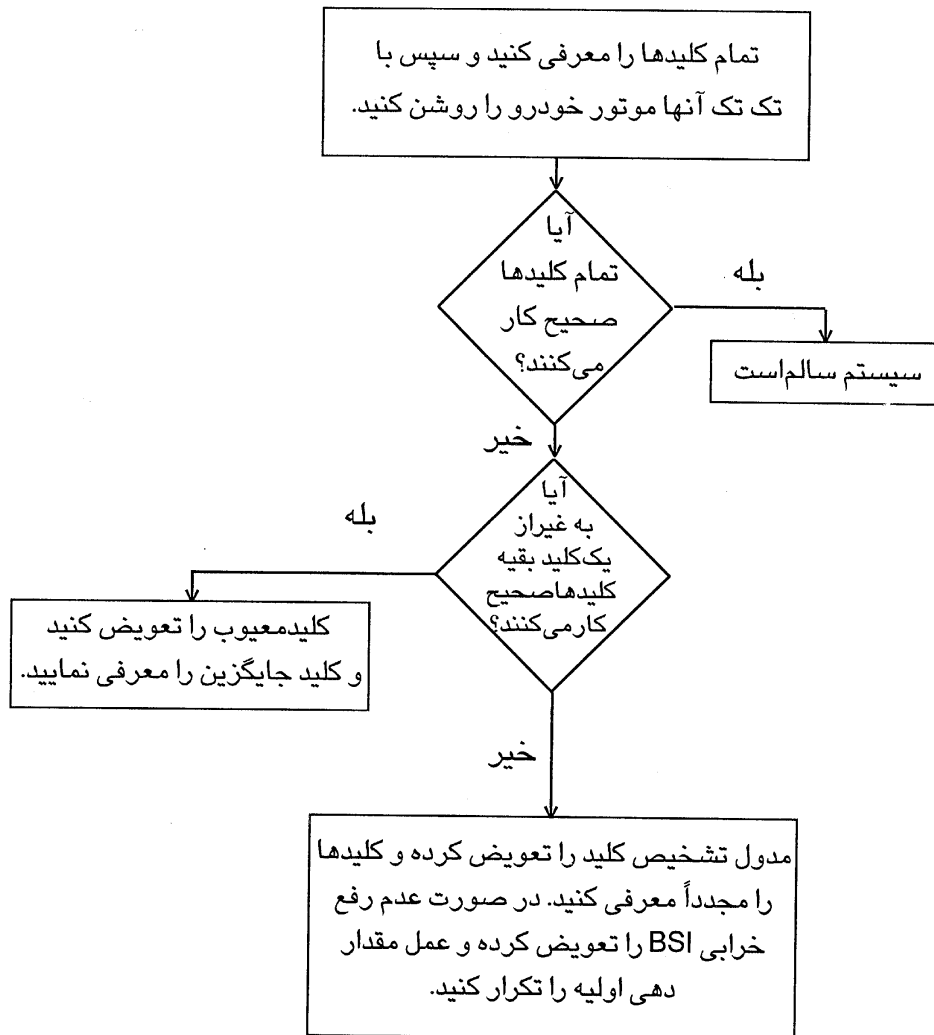 تمام کلیدها را معرفی کنید و سپس با
تک تک آنها موتور خودرو را روشن کنید.
آیا
تمام کلیدها
صحیح کار
می‌کنند؟
بله
سیستم سالم‌است
خیر
آیا
به غیراز
یک‌کلید بقیه
کلیدهاصحیح
کارمی‌کنند؟
بله
کلیدمعیوب را تعویض کنید
و کلید جایگزین را معرفی نمایید.
خیر
مدول تشخیص کلید را تعویض کرده و کلیدها
را مجدداً معرفی کنید. در صورت عدم رفع
خرابی BSI را تعویض کرده و عمل مقدار
دهی اولیه را تکرار کنید.